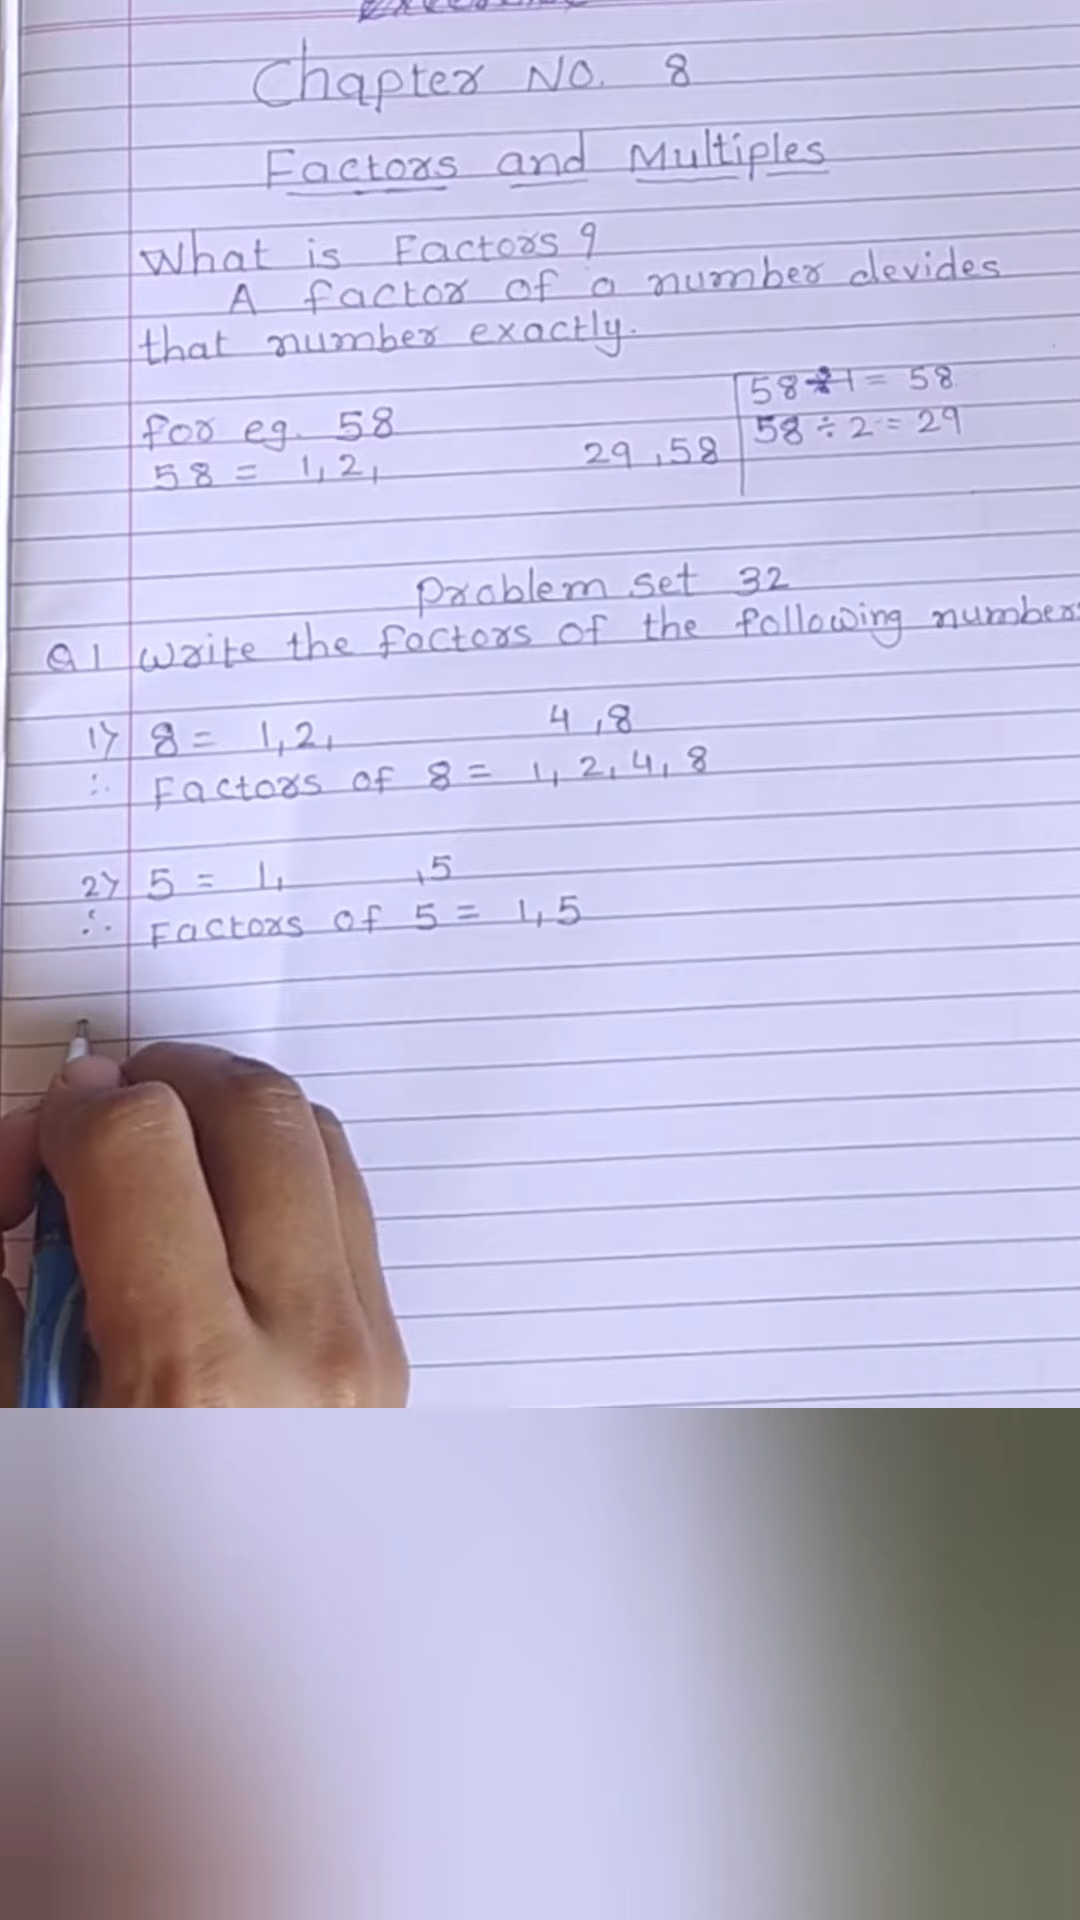 Chapter NO. 8
Factors and Multiples
What is Factors ?
A factor of a number devides
that number exactly.
for eg. 58
58 = 1, 2, 29 , 58
58 ÷ 1 = 58
58 ÷ 2 = 29
Problem set 32
Q 1 Write the factors of the following numbers
1) 8 = 1, 2, 4 , 8
∴ Factors of 8 = 1, 2, 4, 8
2) 5 = 1, , 5
∴ Factors of 5 = 1, 5